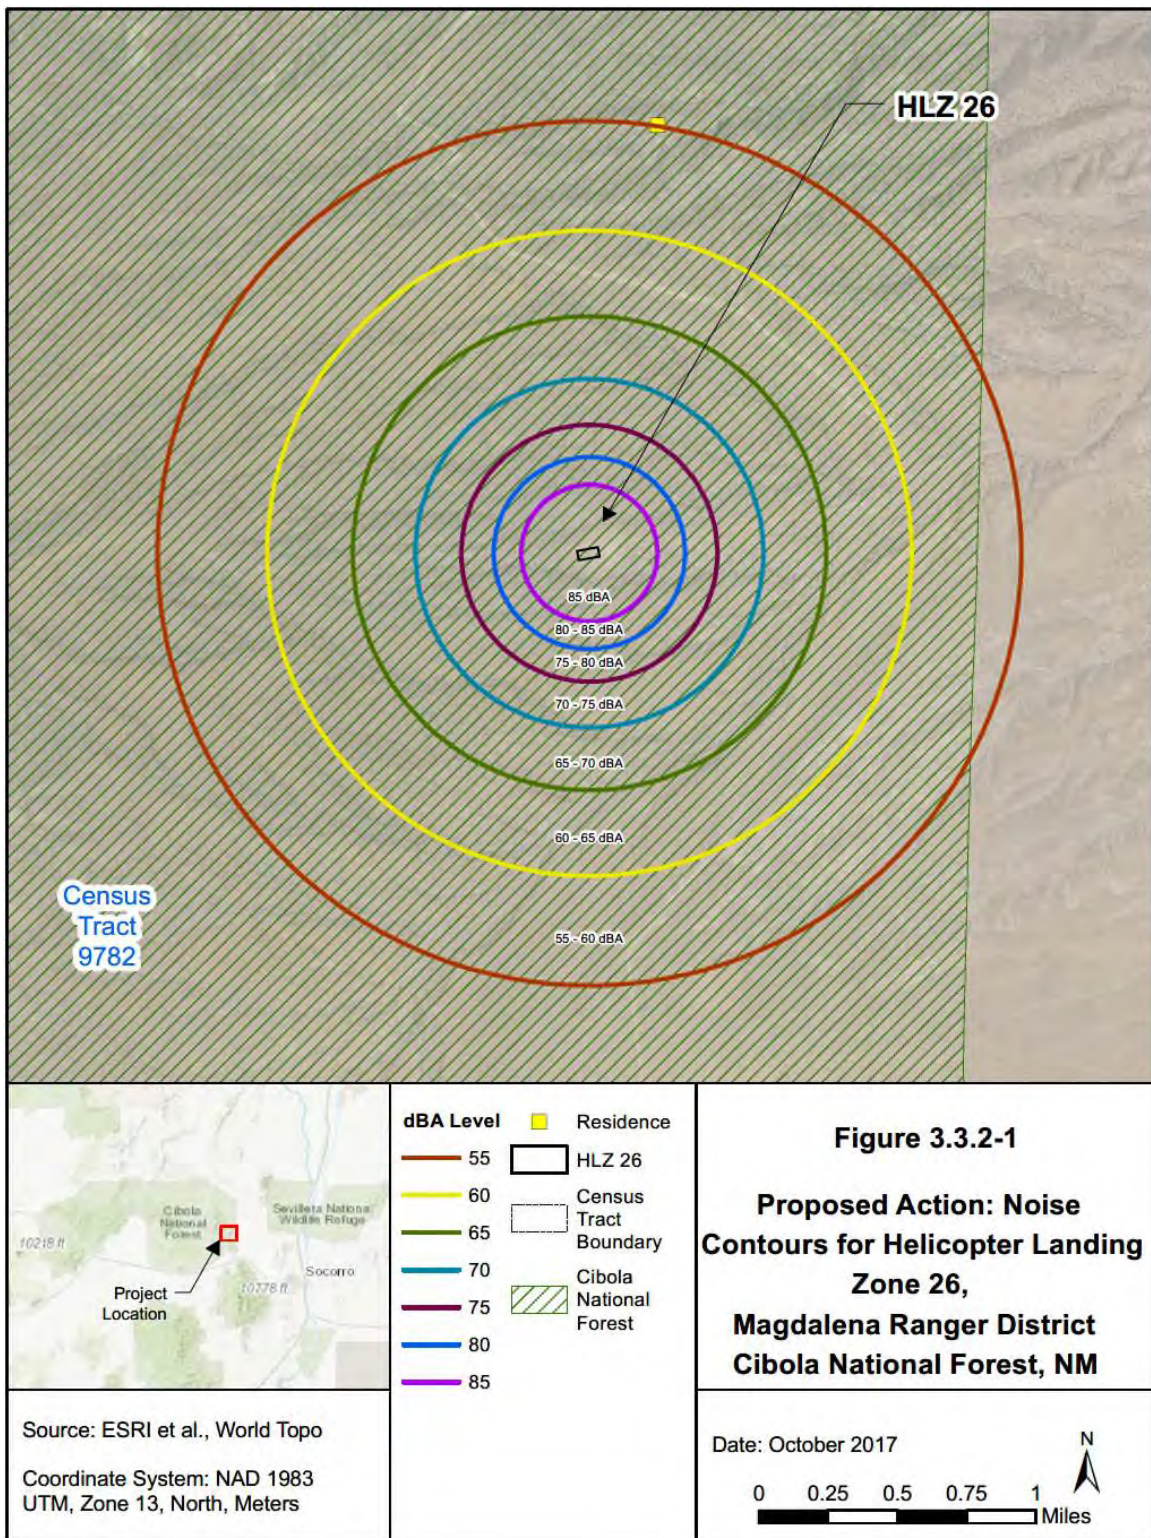 HLZ 26
85 dBA
80 - 85 dBA
75 - 80 dBA
70 - 75 dBA
65 - 70 dBA
60 - 65 dBA
55 - 60 dBA
Census
Tract
9782
Cibola
National
Forest
Sevilleta National
Wildlife Refuge
10218 ft
10778 ft
Socorro
Project
Location
dBA Level
55
60
65
70
75
80
85
Residence
HLZ 26
Census
Tract
Boundary
Cibola
National
Forest
Figure 3.3.2-1
Proposed Action: Noise
Contours for Helicopter Landing
Zone 26,
Magdalena Ranger District
Cibola National Forest, NM
Source: ESRI et al., World Topo
Coordinate System: NAD 1983
UTM, Zone 13, North, Meters
Date: October 2017
N
0 0.25 0.5 0.75 1
Miles